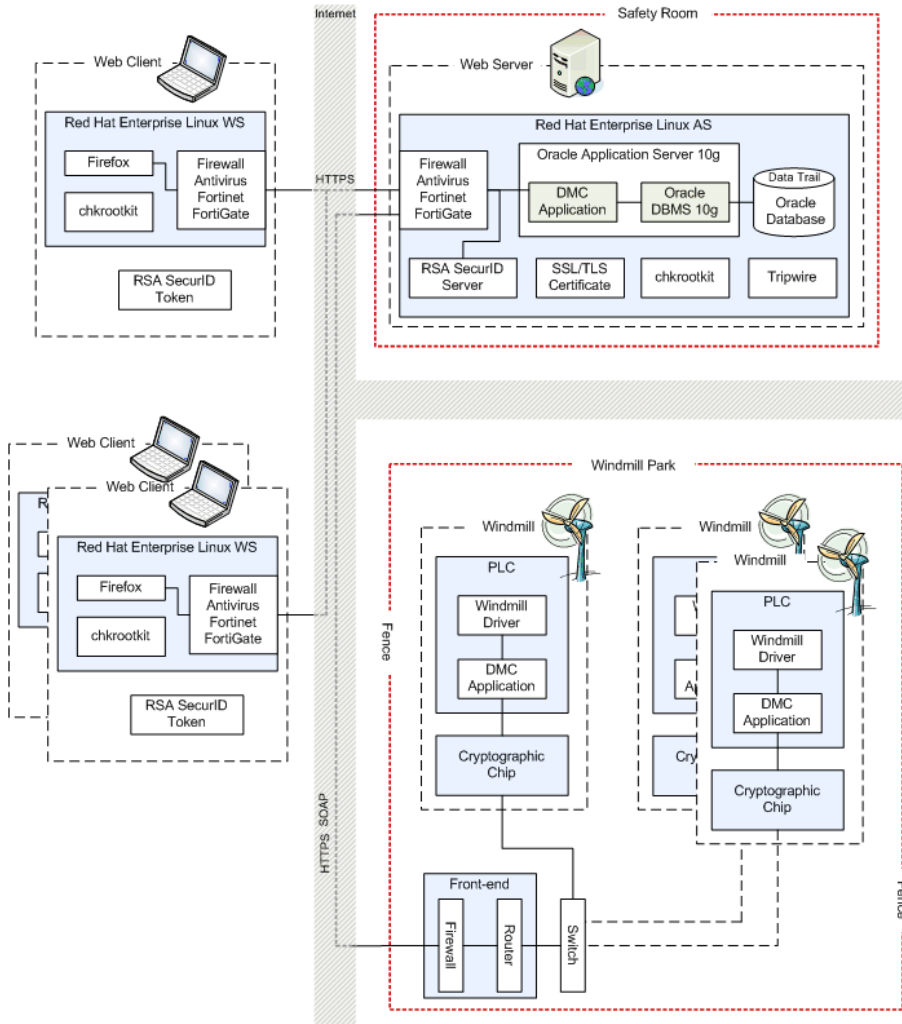 Internet
Safety Room
Web Client
Web Server
Red Hat Enterprise Linux WS
Firefox
chkrootkit
Firewall
Antivirus
Fortinet
FortiGate
RSA SecurID
Token
HTTPS
Red Hat Enterprise Linux AS
Firewall
Antivirus
Fortinet
FortiGate
Oracle Application Server 10g
DMC
Application
Oracle
DBMS 10g
Data Trail
Oracle
Database
RSA SecurID
Server
SSL/TLS
Certificate
chkrootkit
Tripwire
Web Client
Web Client
R
Red Hat Enterprise Linux WS
Firefox
chkrootkit
Firewall
Antivirus
Fortinet
FortiGate
RSA SecurID
Token
HTTPS SOAP
Windmill Park
Fence
Windmill
PLC
Windmill
Driver
DMC
Application
Cryptographic
Chip
Windmill
A
Cry
Windmill
PLC
Windmill
Driver
DMC
Application
Cryptographic
Chip
Fence
Front-end
Firewall
Router
Switch